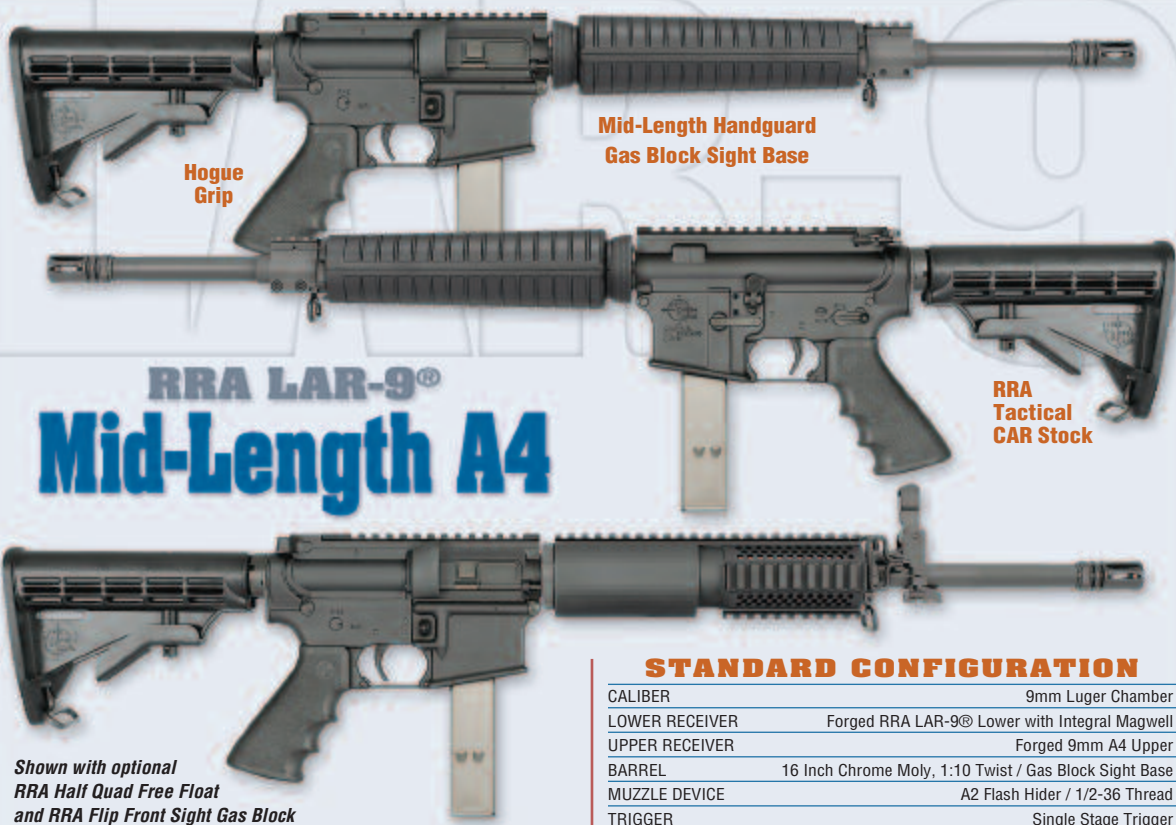 LAR-9
Mid-Length Handguard
Gas Block Sight Base
Hogue
Grip
RRA LAR-9®
Mid-Length A4
RRA
Tactical
CAR Stock
Shown with optional
RRA Half Quad Free Float
and RRA Flip Front Sight Gas Block
STANDARD CONFIGURATION
CALIBER 9mm Luger Chamber
LOWER RECEIVER Forged RRA LAR-9® Lower with Integral Magwell
UPPER RECEIVER Forged 9mm A4 Upper
BARREL 16 Inch Chrome Moly, 1:10 Twist / Gas Block Sight Base
MUZZLE DEVICE A2 Flash Hider / 1/2-36 Thread
TRIGGER Single Stage Trigger